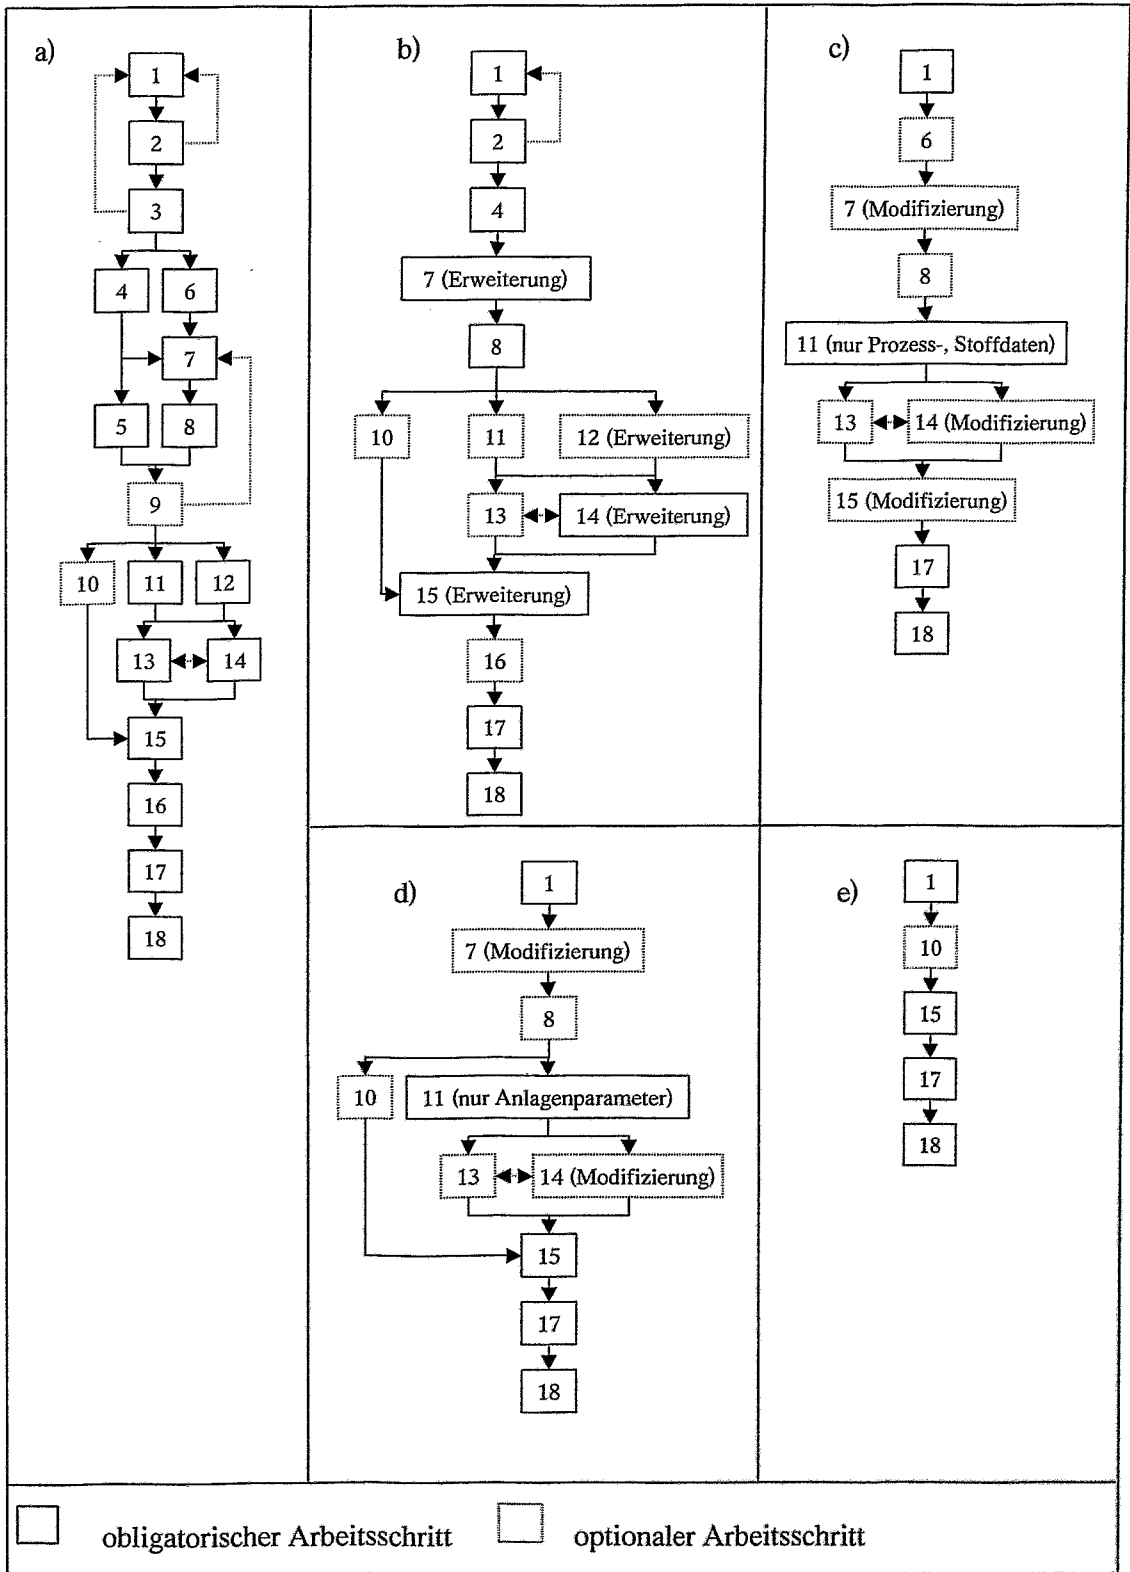 a)
1
2
3
4 6
7
5 8
9
10 11 12
13 14
15
16
17
18
b)
1
2
4
7 (Erweiterung)
8
10 11 12 (Erweiterung)
13 14 (Erweiterung)
15 (Erweiterung)
16
17
18
c)
1
6
7 (Modifizierung)
8
11 (nur Prozess-, Stoffdaten)
13 14 (Modifizierung)
15 (Modifizierung)
17
18
d)
1
7 (Modifizierung)
8
10 11 (nur Anlagenparameter)
13 14 (Modifizierung)
15
17
18
e)
1
10
15
17
18
obligatorischer Arbeitsschritt optionaler Arbeitsschritt